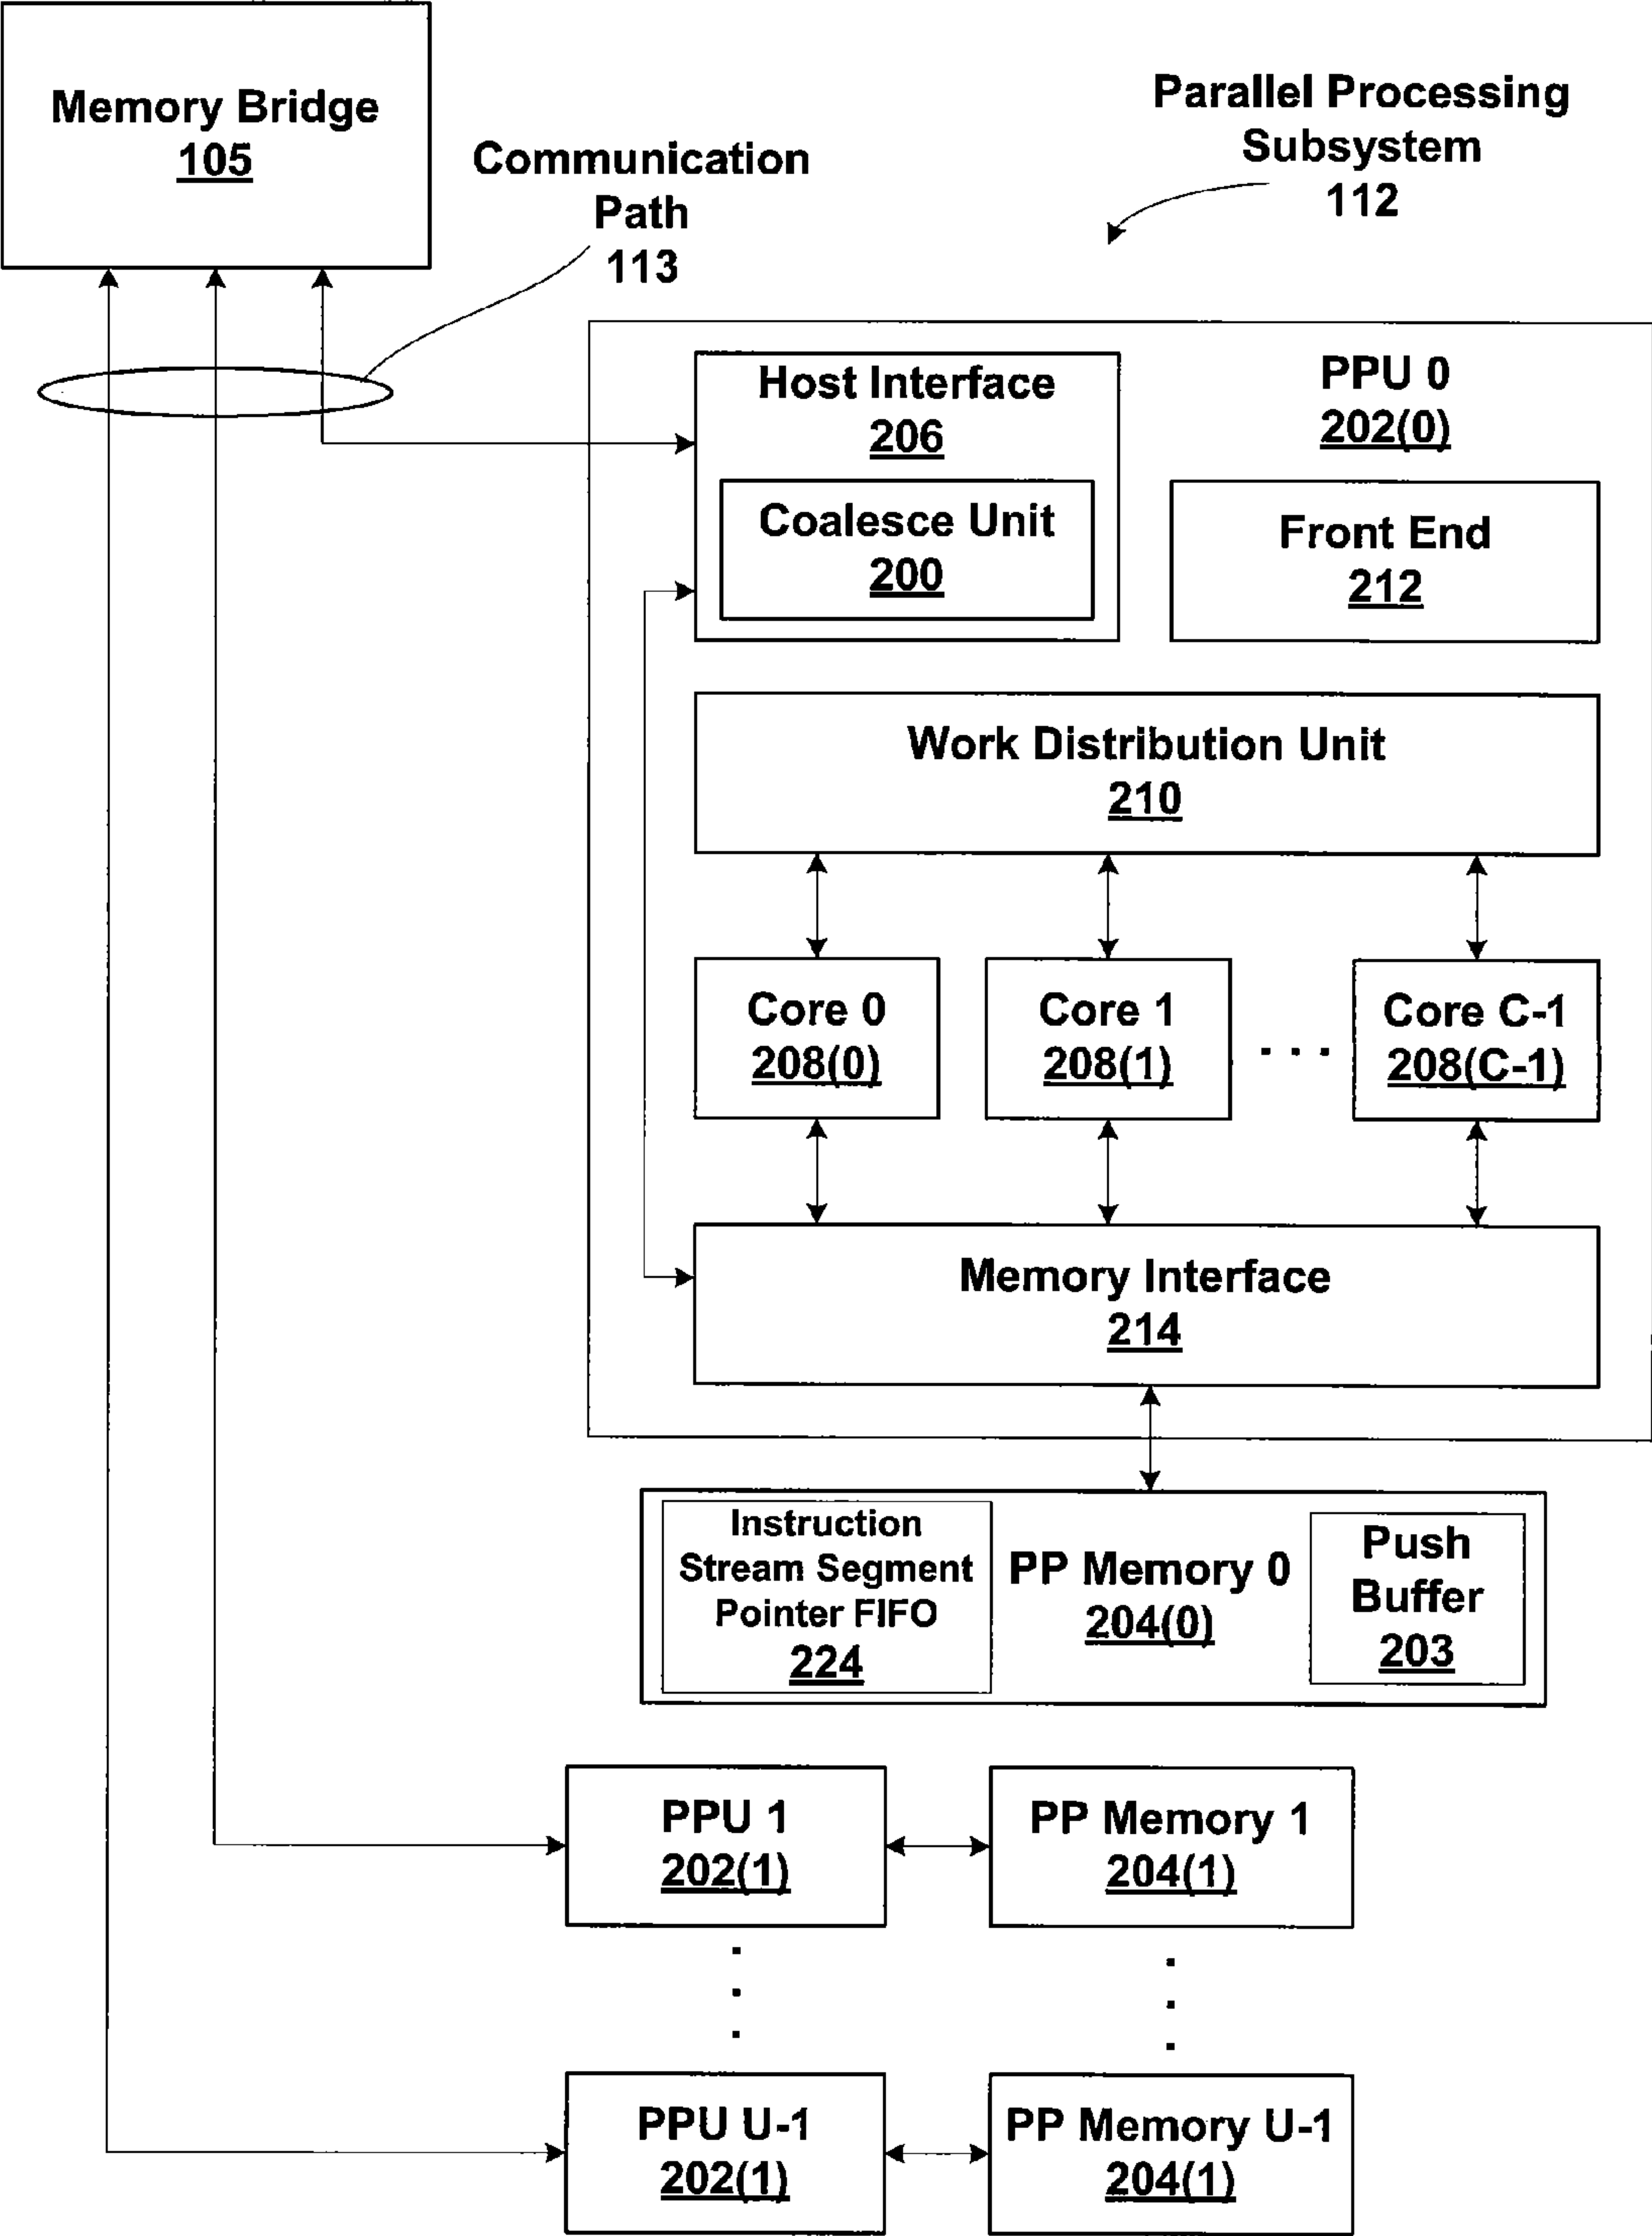 Memory Bridge
105
Communication
Path
113
Parallel Processing
Subsystem
112
Host Interface
206
Coalesce Unit
200
PPU 0
202(0)
Front End
212
Work Distribution Unit
210
Core 0
208(0)
Core 1
208(1)
. . .
Core C-1
208(C-1)
Memory Interface
214
Instruction
Stream Segment
Pointer FIFO
224
PP Memory 0
204(0)
Push
Buffer
203
PPU 1
202(1)
PP Memory 1
204(1)
PPU U-1
202(1)
PP Memory U-1
204(1)